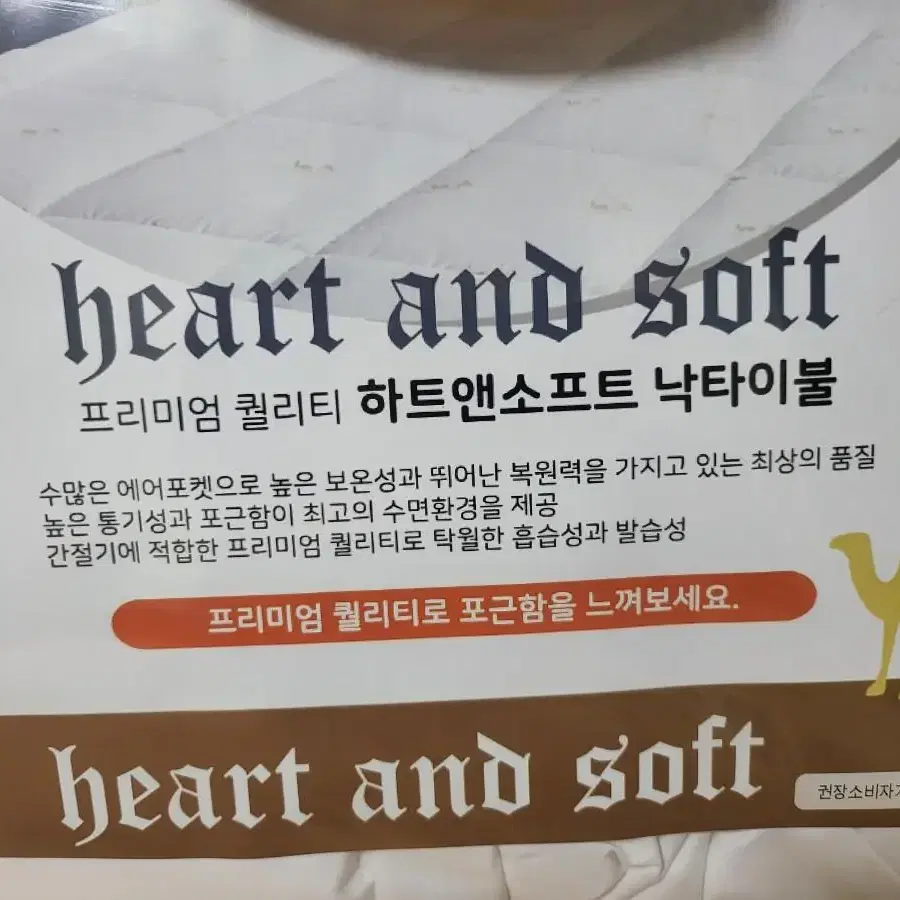 heart and soft
프리미엄 퀄리티 하트앤소프트 낙타이불
수많은 에어포켓으로 높은 보온성과 뛰어난 복원력을 가지고 있는 최상의 품질
높은 통기성과 포근함이 최고의 수면환경을 제공
간절기에 적합한 프리미엄 퀄리티로 탁월한 흡습성과 발습성
프리미엄 퀄리티로 포근함을 느껴보세요.
heart and soft
권장소비자